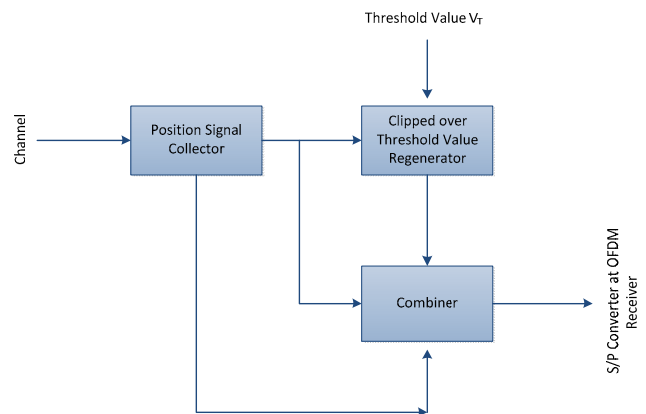 Threshold Value V_T
Channel
Position Signal
Collector
Clipped over
Threshold Value
Regenerator
Combiner
S/P Converter at OFDM
Receiver